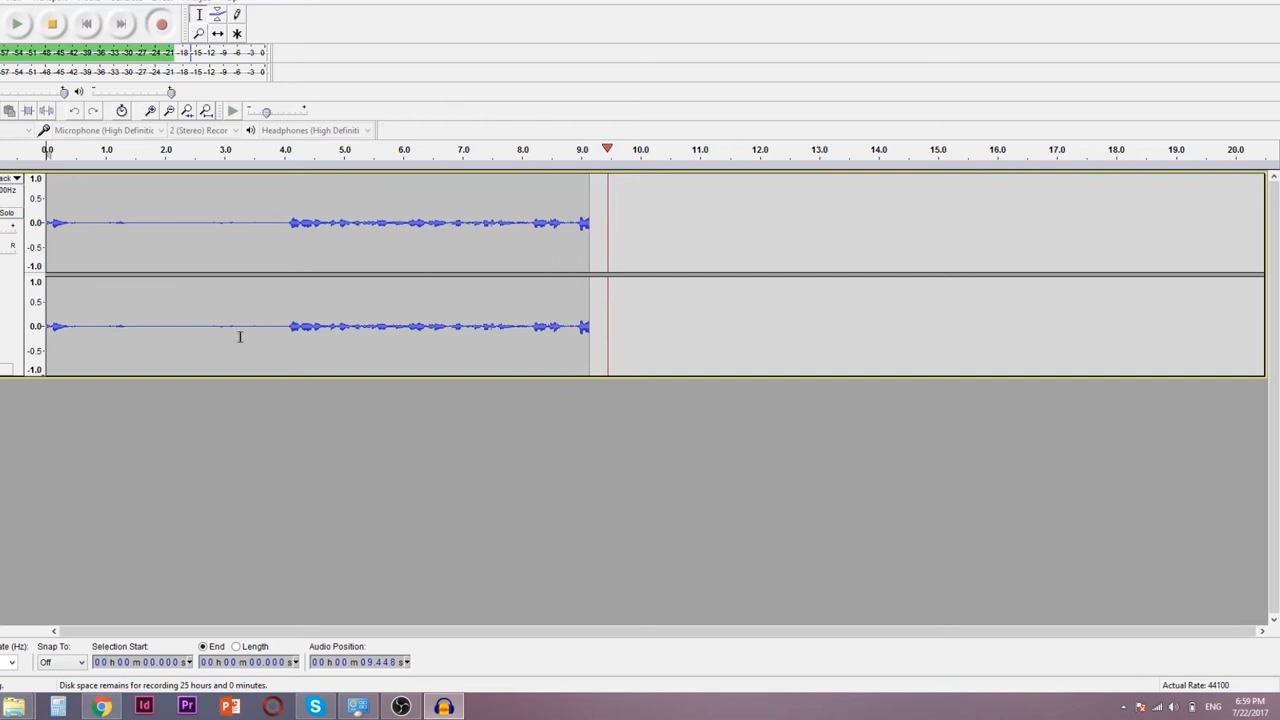 -57 -54 -51 -48 -45 -42 -39 -36 -33 -30 -27 -24 -21 -18 -15 -12 -9 -6 -3 0
-57 -54 -51 -48 -45 -42 -39 -36 -33 -30 -27 -24 -21 -18 -15 -12 -9 -6 -3 0
Microphone (High Definitic 2 (Stereo) Recor Headphones (High Definiti
0.0 1.0 2.0 3.0 4.0 5.0 6.0 7.0 8.0 9.0 10.0 11.0 12.0 13.0 14.0 15.0 16.0 17.0 18.0 19.0 20.0
ack 1.0
00Hz
0.5
Solo
0.0
R -0.5
-1.0
1.0
0.5
0.0
-0.5
-1.0
ate (Hz): Snap To: Selection Start: End Length Audio Position:
Off 00 h 00 m 00.000 s 00 h 00 m 00.000 s 00 h 00 m 09.448 s
g. Disk space remains for recording 25 hours and 0 minutes. Actual Rate: 44100
Id Pr ENG 6:59 PM
7/22/2017